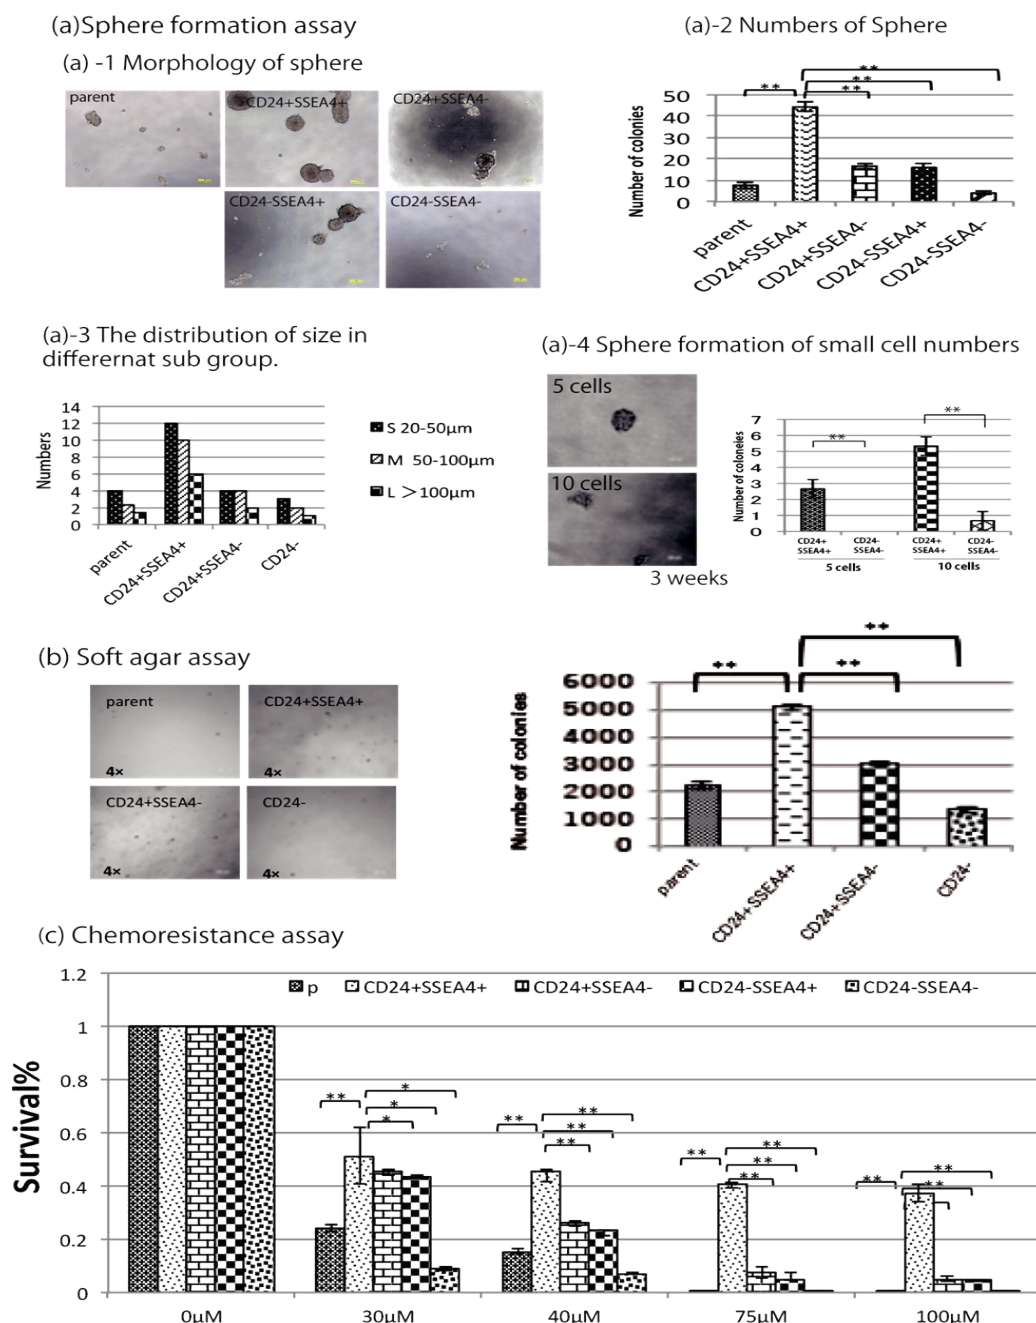 (a)Sphere formation assay
(a) -1 Morphology of sphere
parent
CD24+SSEA4+
CD24+SSEA4-
CD24-SSEA4+
CD24-SSEA4-
(a)-2 Numbers of Sphere
** ** ** **
Number of colonies
50
40
30
20
10
0
parent
CD24+SSEA4+
CD24+SSEA4-
CD24-SSEA4+
CD24-SSEA4-
(a)-3 The distribution of size in
differernat sub group.
Numbers
14
12
10
8
6
4
2
0
parent
CD24+SSEA4+
CD24+SSEA4-
CD24-
S 20-50μm
M 50-100μm
L >100μm
(a)-4 Sphere formation of small cell numbers
5 cells
10 cells
3 weeks
Number of coloneies
7
6
5
4
3
2
1
0
** **
CD24+ SSEA4+
CD24- SSEA4-
CD24+ SSEA4+
CD24- SSEA4-
5 cells
10 cells
(b) Soft agar assay
parent
4×
CD24+SSEA4+
4×
CD24+SSEA4-
4×
CD24-
4×
Number of colonies
6000
5000
4000
3000
2000
1000
0
** ** **
parent
CD24+SSEA4+
CD24+SSEA4-
CD24-
(c) Chemoresistance assay
Survival%
1.2
1
0.8
0.6
0.4
0.2
0
p CD24+SSEA4+ CD24+SSEA4- CD24-SSEA4+ CD24-SSEA4-
** * * *
** ** ** **
** ** ** **
** ** **
0μM 30μM 40μM 75μM 100μM